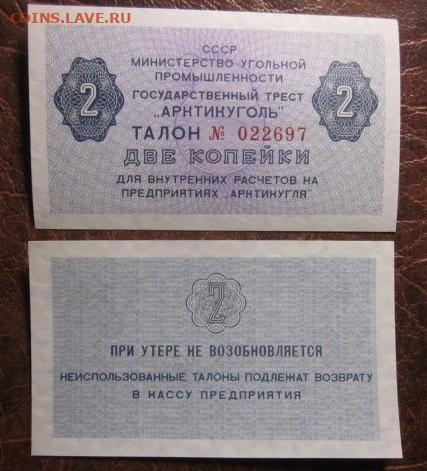 COINS.LAVE.RU
СССР
МИНИСТЕРСТВО УГОЛЬНОЙ
ПРОМЫШЛЕННОСТИ
ГОСУДАРСТВЕННЫЙ ТРЕСТ
„АРКТИКУГОЛЬ"
2 2
ТАЛОН № 022697
ДВЕ КОПЕЙКИ
ДЛЯ ВНУТРЕННИХ РАСЧЕТОВ НА
ПРЕДПРИЯТИЯХ „АРКТИКУГЛЯ"
2
ПРИ УТЕРЕ НЕ ВОЗОБНОВЛЯЕТСЯ
НЕИСПОЛЬЗОВАННЫЕ ТАЛОНЫ ПОДЛЕЖАТ ВОЗВРАТУ
В КАССУ ПРЕДПРИЯТИЯ